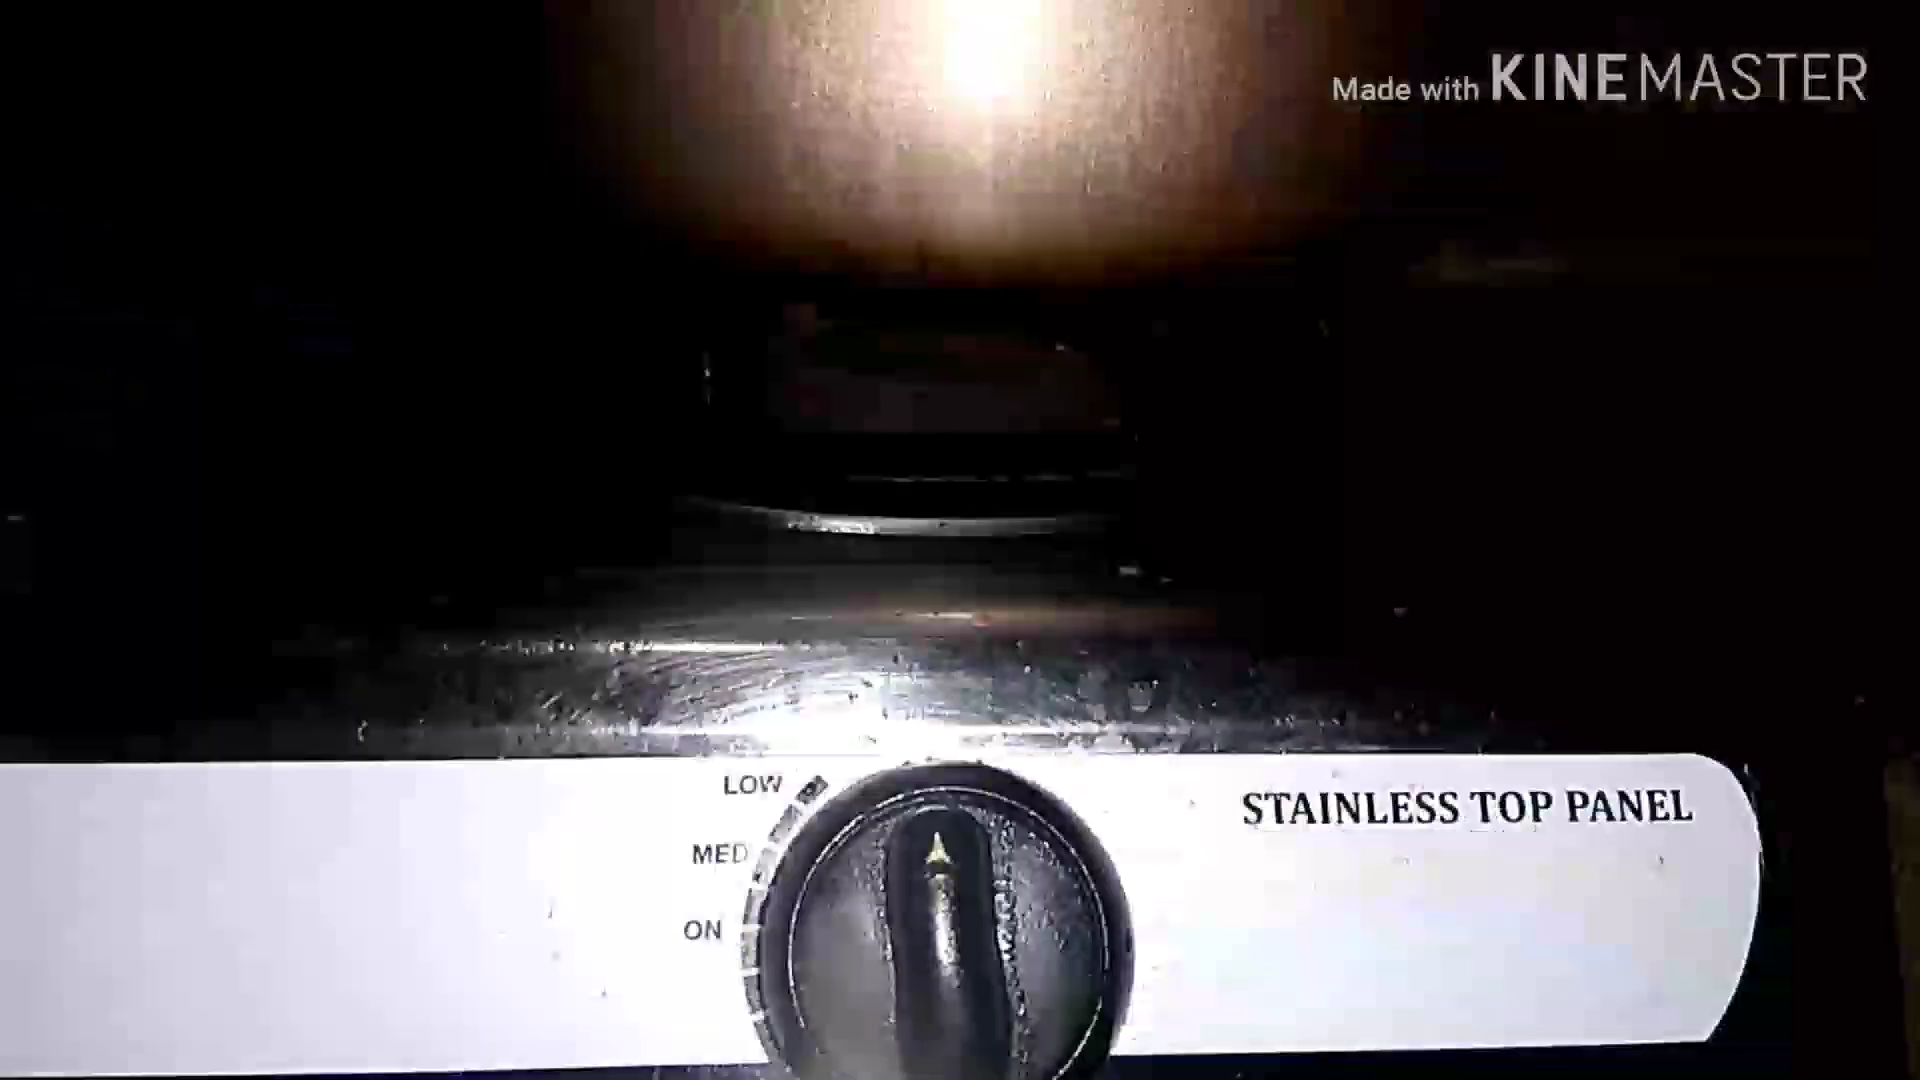 Made with KINEMASTER
LOW
MED
ON
STAINLESS TOP PANEL